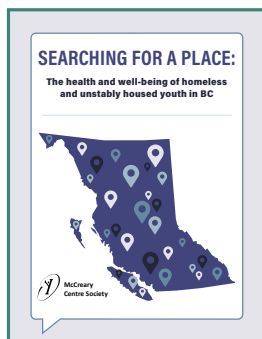 SEARCHING FOR A PLACE:
The health and well-being of homeless
and unstably housed youth in BC
McCreary
Centre Society